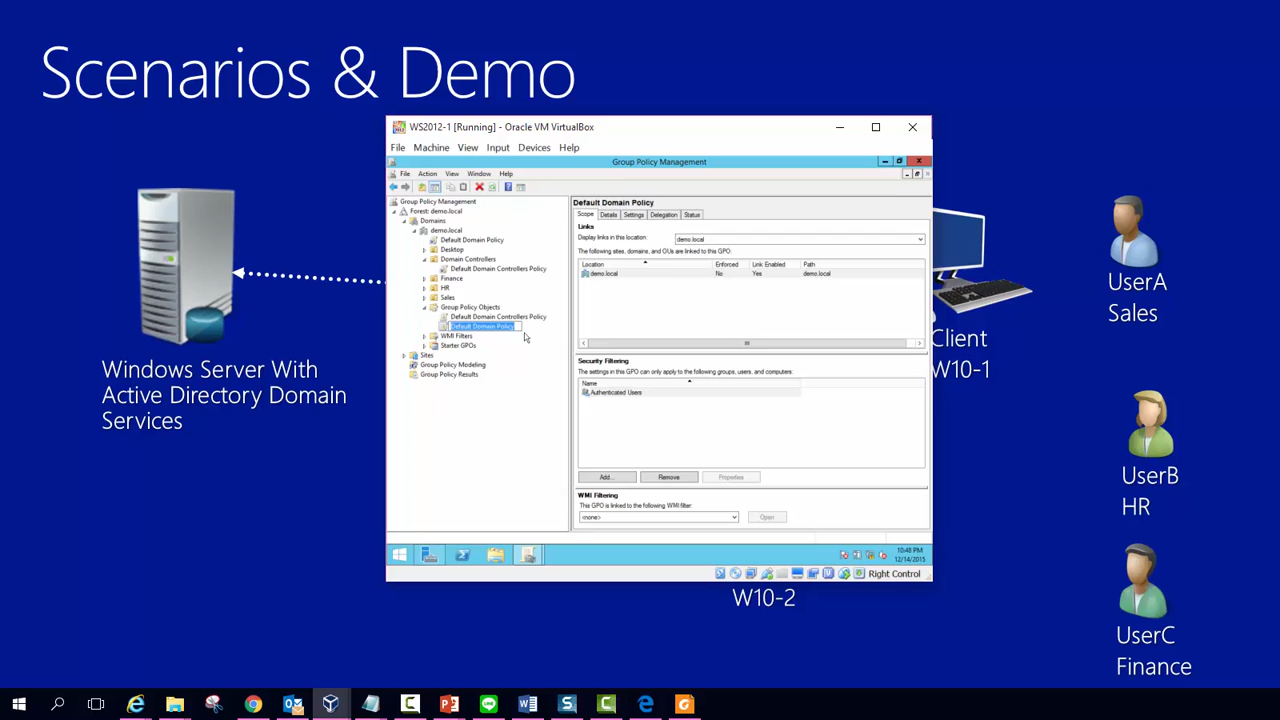 Scenarios & Demo
WS2012-1 [Running] - Oracle VM VirtualBox
File Machine View Input Devices Help
Group Policy Management
File Action View Window Help
Group Policy Management
Forest: demo.local
Domains
demo.local
Default Domain Policy
Desktop
Domain Controllers
Default Domain Controllers Policy
Finance
HR
Sales
Group Policy Objects
Default Domain Controllers Policy
Default Domain Policy
WMI Filters
Starter GPOs
Sites
Group Policy Modeling
Group Policy Results
Default Domain Policy
Scope Details Settings Delegation Status
Links
Display links in this location: demo.local
The following sites, domains, and OUs are linked to this GPO:
Location Enforced Link Enabled Path
demo.local No Yes demo.local
Security Filtering
The settings in this GPO can only apply to the following groups, users, and computers:
Name
Authenticated Users
Add... Remove Properties
WMI Filtering
This GPO is linked to the following WMI filter:
<none> Open
10:48 PM
12/14/2015
Right Control
Windows Server With
Active Directory Domain
Services
Client
W10-1
W10-2
UserA
Sales
UserB
HR
UserC
Finance